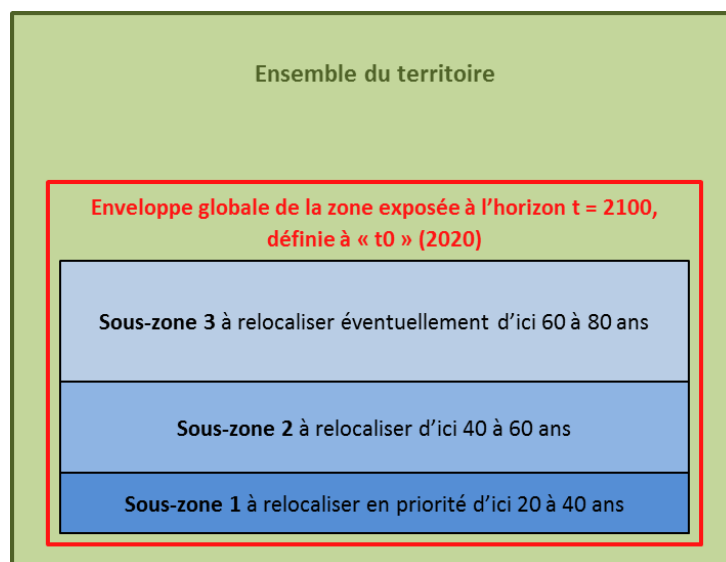 Ensemble du territoire
Enveloppe globale de la zone exposée à l’horizon t = 2100,
définie à « t0 » (2020)
Sous-zone 3 à relocaliser éventuellement d’ici 60 à 80 ans
Sous-zone 2 à relocaliser d’ici 40 à 60 ans
Sous-zone 1 à relocaliser en priorité d’ici 20 à 40 ans